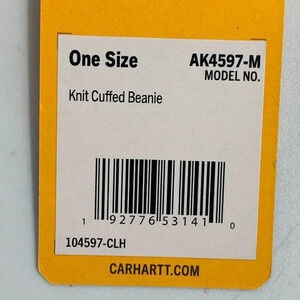 One Size AK4597-M
MODEL NO.
Knit Cuffed Beanie
1 92776 53141 0
104597-CLH
CARHARTT.COM